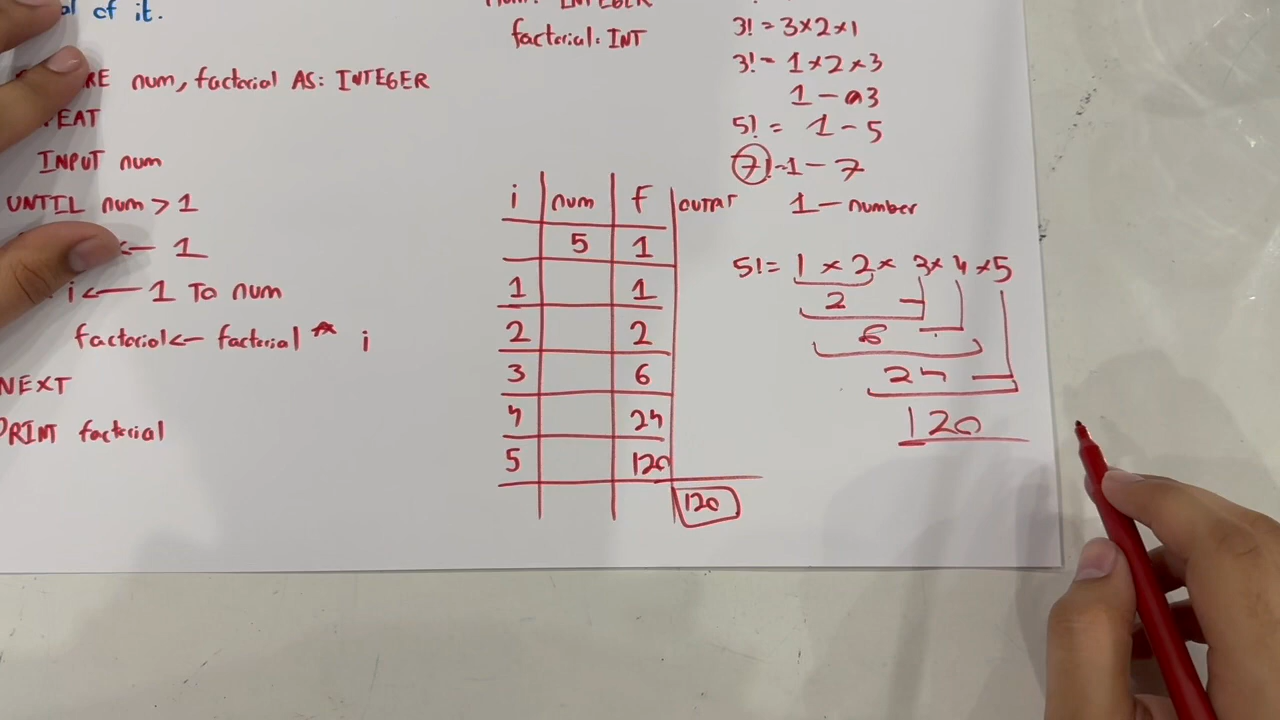 of it.
num, factorial AS: INTEGER
INPUT num
UNTIL num > 1
← 1
i ← 1 To num
factorial ← factorial * i
NEXT
PRINT factorial
INTEGER
factorial: INT
i num F OUTPUT
5 1
1 1
2 2
3 6
4 24
5 120
120
3! = 3×2×1
3! = 1×2×3
1 - 3
5! = 1 - 5
7! = 1 - 7
1 - number
5! = 1 × 2 × 3 × 4 × 5
2
6
24
120